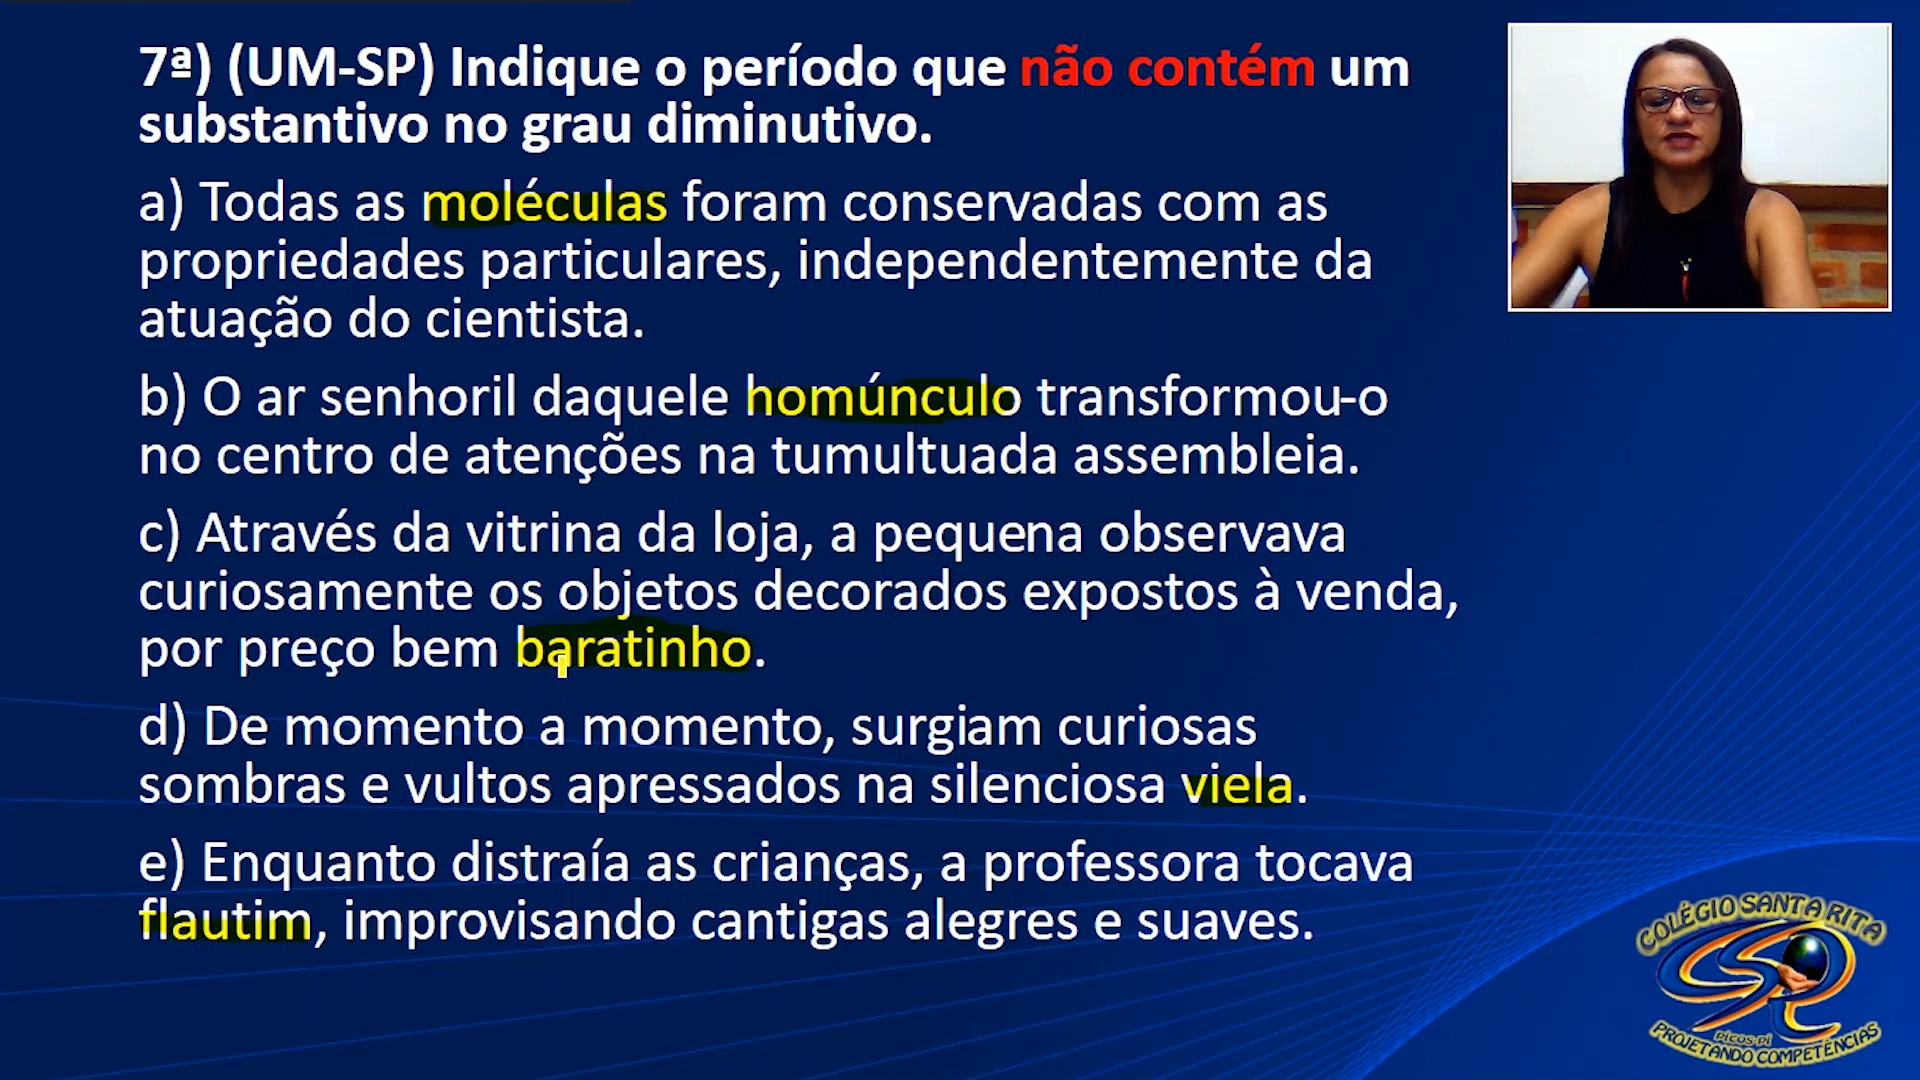 7ª) (UM-SP) Indique o período que não contém um
substantivo no grau diminutivo.
a) Todas as moléculas foram conservadas com as
propriedades particulares, independentemente da
atuação do cientista.
b) O ar senhoril daquele homúnculo transformou-o
no centro de atenções na tumultuada assembleia.
c) Através da vitrina da loja, a pequena observava
curiosamente os objetos decorados expostos à venda,
por preço bem baratinho.
d) De momento a momento, surgiam curiosas
sombras e vultos apressados na silenciosa viela.
e) Enquanto distraía as crianças, a professora tocava
flautim, improvisando cantigas alegres e suaves.
COLÉGIO SANTA RITA
PICOS-PI
PROJETANDO COMPETÊNCIAS